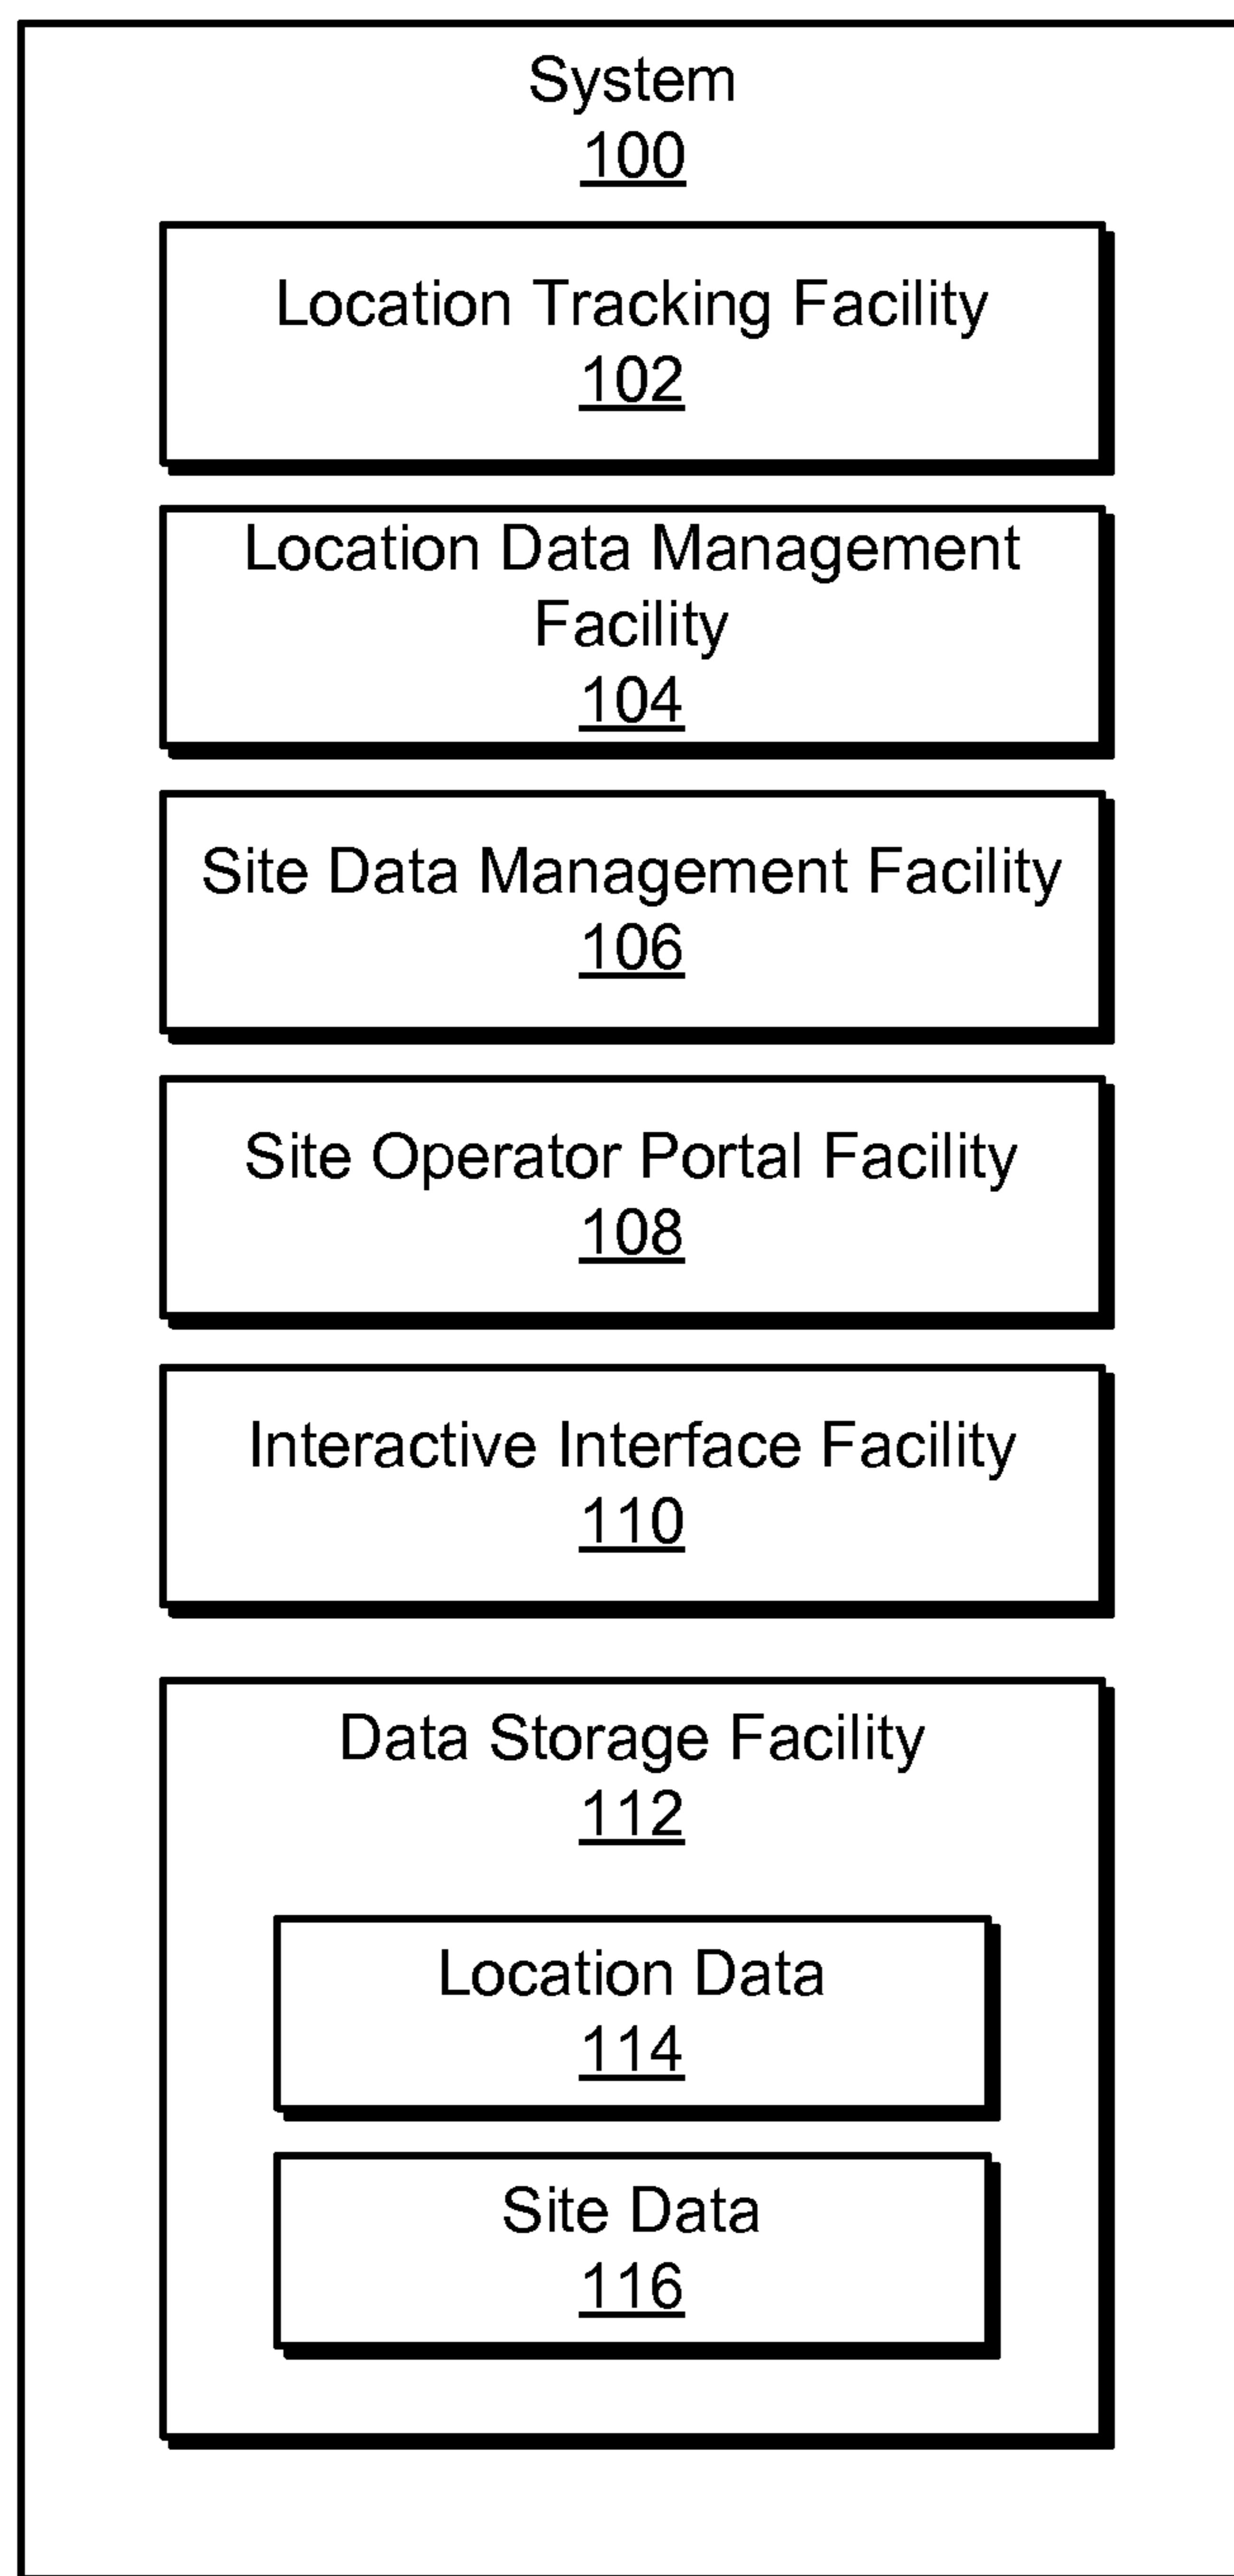 System
100
Location Tracking Facility
102
Location Data Management
Facility
104
Site Data Management Facility
106
Site Operator Portal Facility
108
Interactive Interface Facility
110
Data Storage Facility
112
Location Data
114
Site Data
116